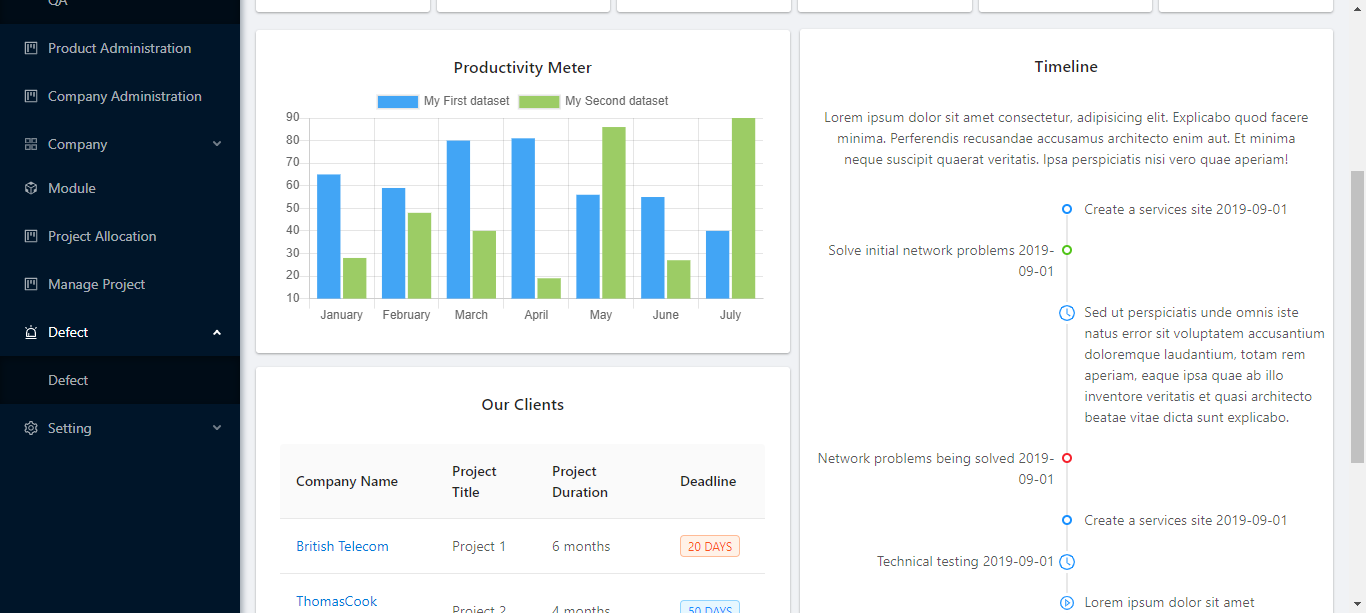 QA
Product Administration
Company Administration
Company
Module
Project Allocation
Manage Project
Defect
Defect
Setting
Productivity Meter
My First dataset My Second dataset
90
80
70
60
50
40
30
20
10
January February March April May June July
Our Clients
Company Name Project Title Project Duration Deadline
British Telecom Project 1 6 months 20 DAYS
ThomasCook Project 2 4 months 50 DAYS
Timeline
Lorem ipsum dolor sit amet consectetur, adipisicing elit. Explicabo quod facere
minima. Perferendis recusandae accusamus architecto enim aut. Et minima
neque suscipit quaerat veritatis. Ipsa perspiciatis nisi vero quae aperiam!
Create a services site 2019-09-01
Solve initial network problems 2019-
09-01
Sed ut perspiciatis unde omnis iste
natus error sit voluptatem accusantium
doloremque laudantium, totam rem
aperiam, eaque ipsa quae ab illo
inventore veritatis et quasi architecto
beatae vitae dicta sunt explicabo.
Network problems being solved 2019-
09-01
Create a services site 2019-09-01
Technical testing 2019-09-01
Lorem ipsum dolor sit amet